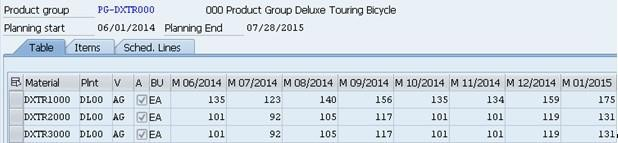 Product group PG-DXTR000 000 Product Group Deluxe Touring Bicycle
Planning start 06/01/2014 Planning End 07/28/2015
Table Items Sched. Lines
Material Plnt V A BU M 06/2014 M 07/2014 M 08/2014 M 09/2014 M 10/2014 M 11/2014 M 12/2014 M 01/2015
DXTR1000 DL00 AG EA 135 123 140 156 135 134 159 175
DXTR2000 DL00 AG EA 101 92 105 117 101 101 119 131
DXTR3000 DL00 AG EA 101 92 105 117 101 101 119 131